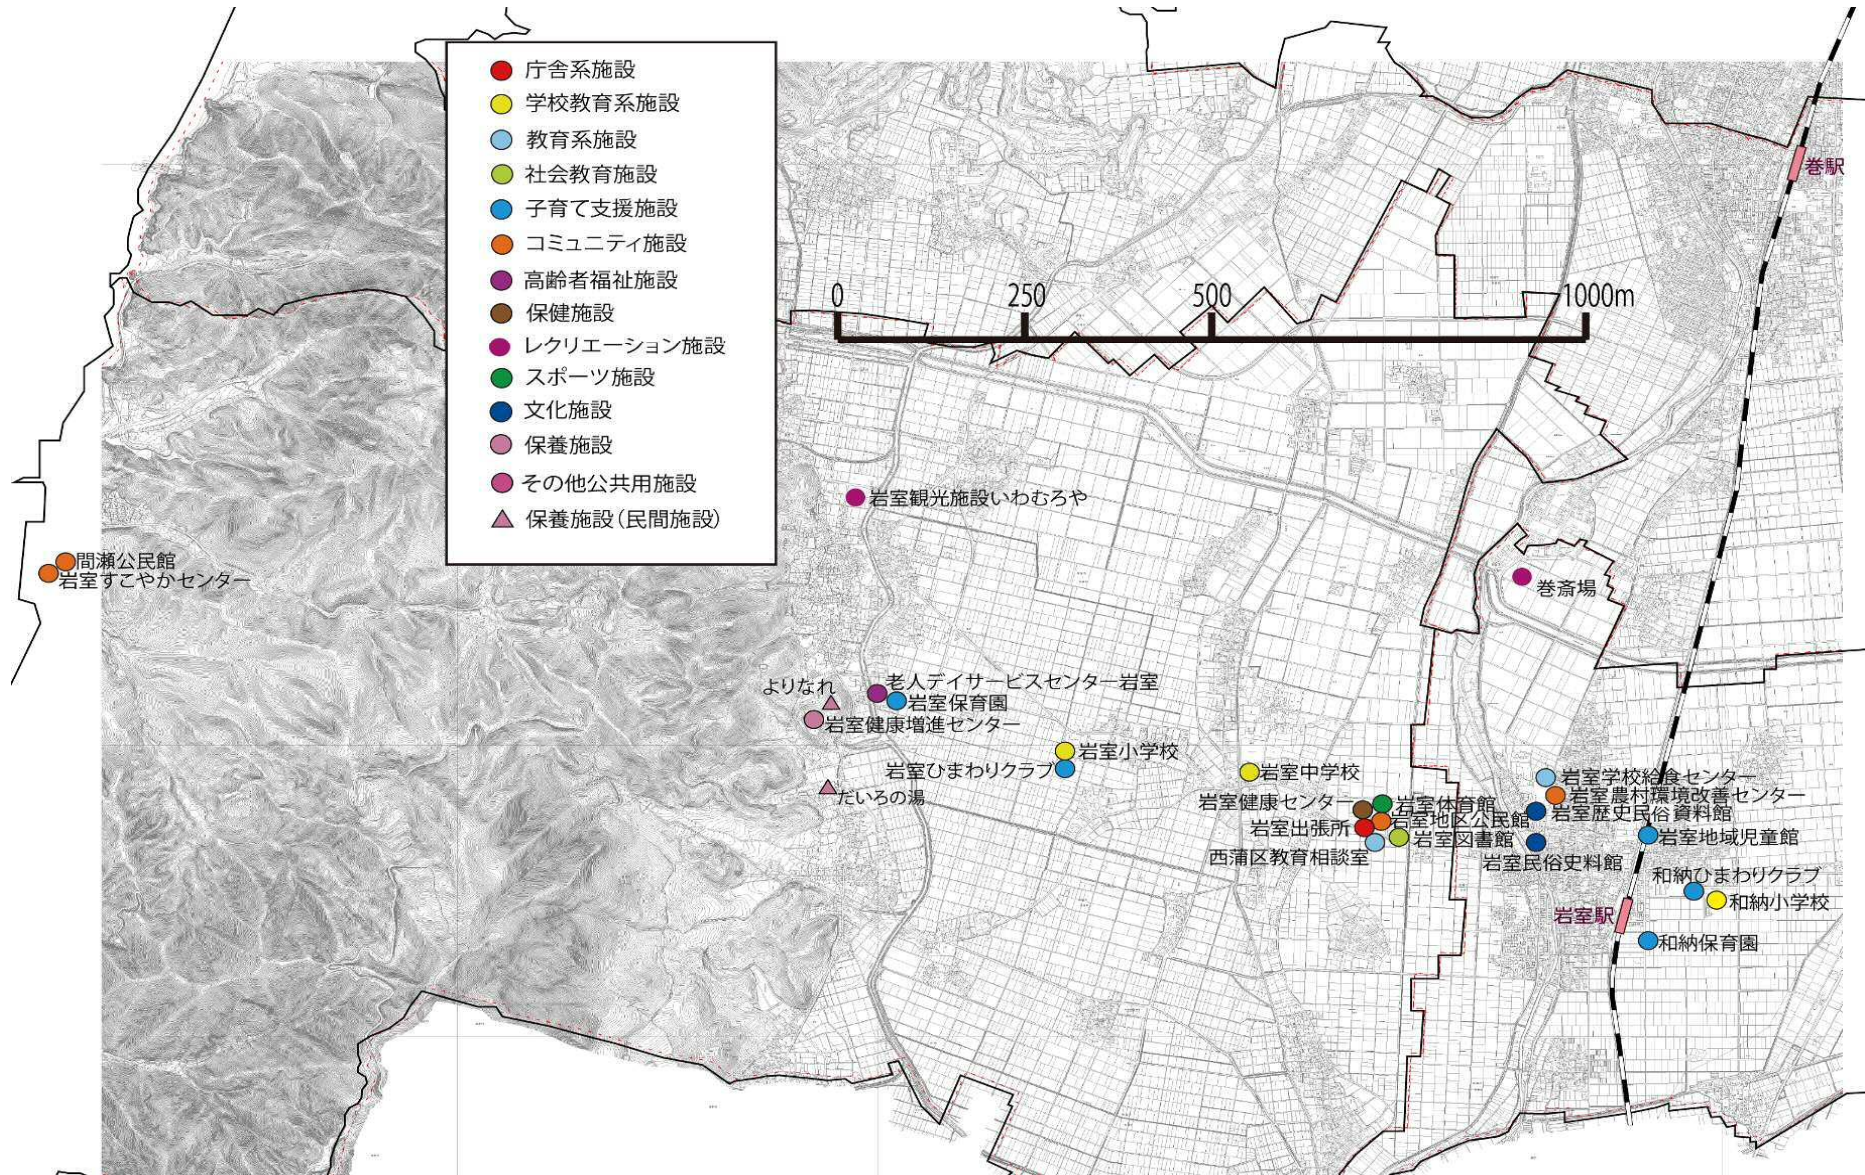 庁舎系施設
学校教育系施設
教育系施設
社会教育施設
子育て支援施設
コミュニティ施設
高齢者福祉施設
保健施設
レクリエーション施設
スポーツ施設
文化施設
保養施設
その他公共用施設
保養施設（民間施設）
巻駅
0 250 500 1000m
岩室観光施設いわむろや
間瀬公民館
岩室すこやかセンター
巻斎場
よりなれ
老人デイサービスセンター岩室
岩室保育園
岩室健康増進センター
岩室小学校
岩室ひまわりクラブ
だいろの湯
岩室中学校
岩室健康センター
岩室体育館
岩室地区公民館
岩室出張所
岩室図書館
西蒲区教育相談室
岩室学校給食センター
岩室農村環境改善センター
岩室歴史民俗資料館
岩室地域児童館
岩室民俗史料館
和納ひまわりクラブ
和納小学校
岩室駅
和納保育園